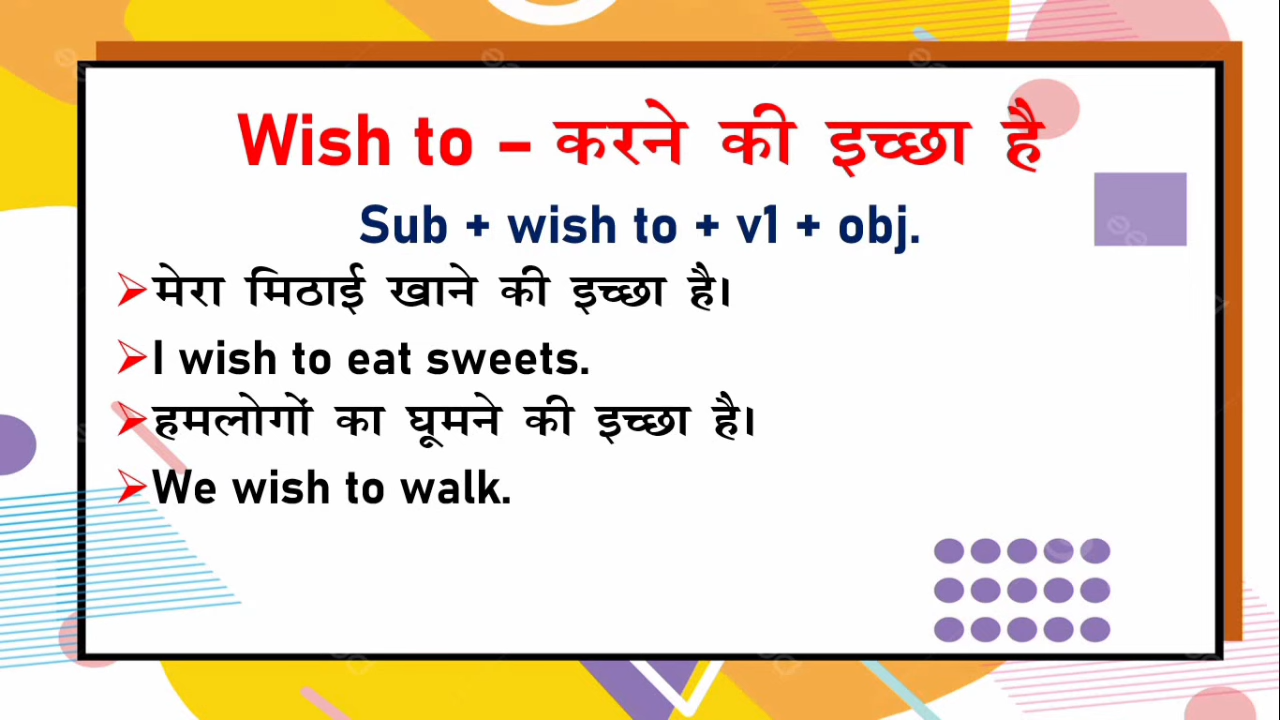 Wish to – करने की इच्छा है
Sub + wish to + v1 + obj.
➢मेरा मिठाई खाने की इच्छा है।
➢I wish to eat sweets.
➢हमलोगों का घूमने की इच्छा है।
➢We wish to walk.